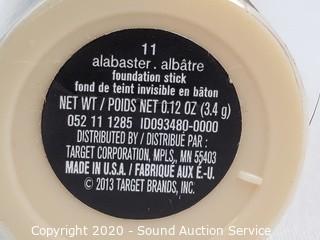 11
alabaster . albâtre
foundation stick
fond de teint invisible en bâton
NET WT / POIDS NET 0.12 OZ (3.4 g)
052 11 1285 ID093480-0000
DISTRIBUTED BY / DISTRIBUÉ PAR :
TARGET CORPORATION, MPLS., MN 55403
MADE IN U.S.A. / FABRIQUÉ AUX É.-U.
© 2013 TARGET BRANDS, INC.
Copyright 2020 - Sound Auction Service